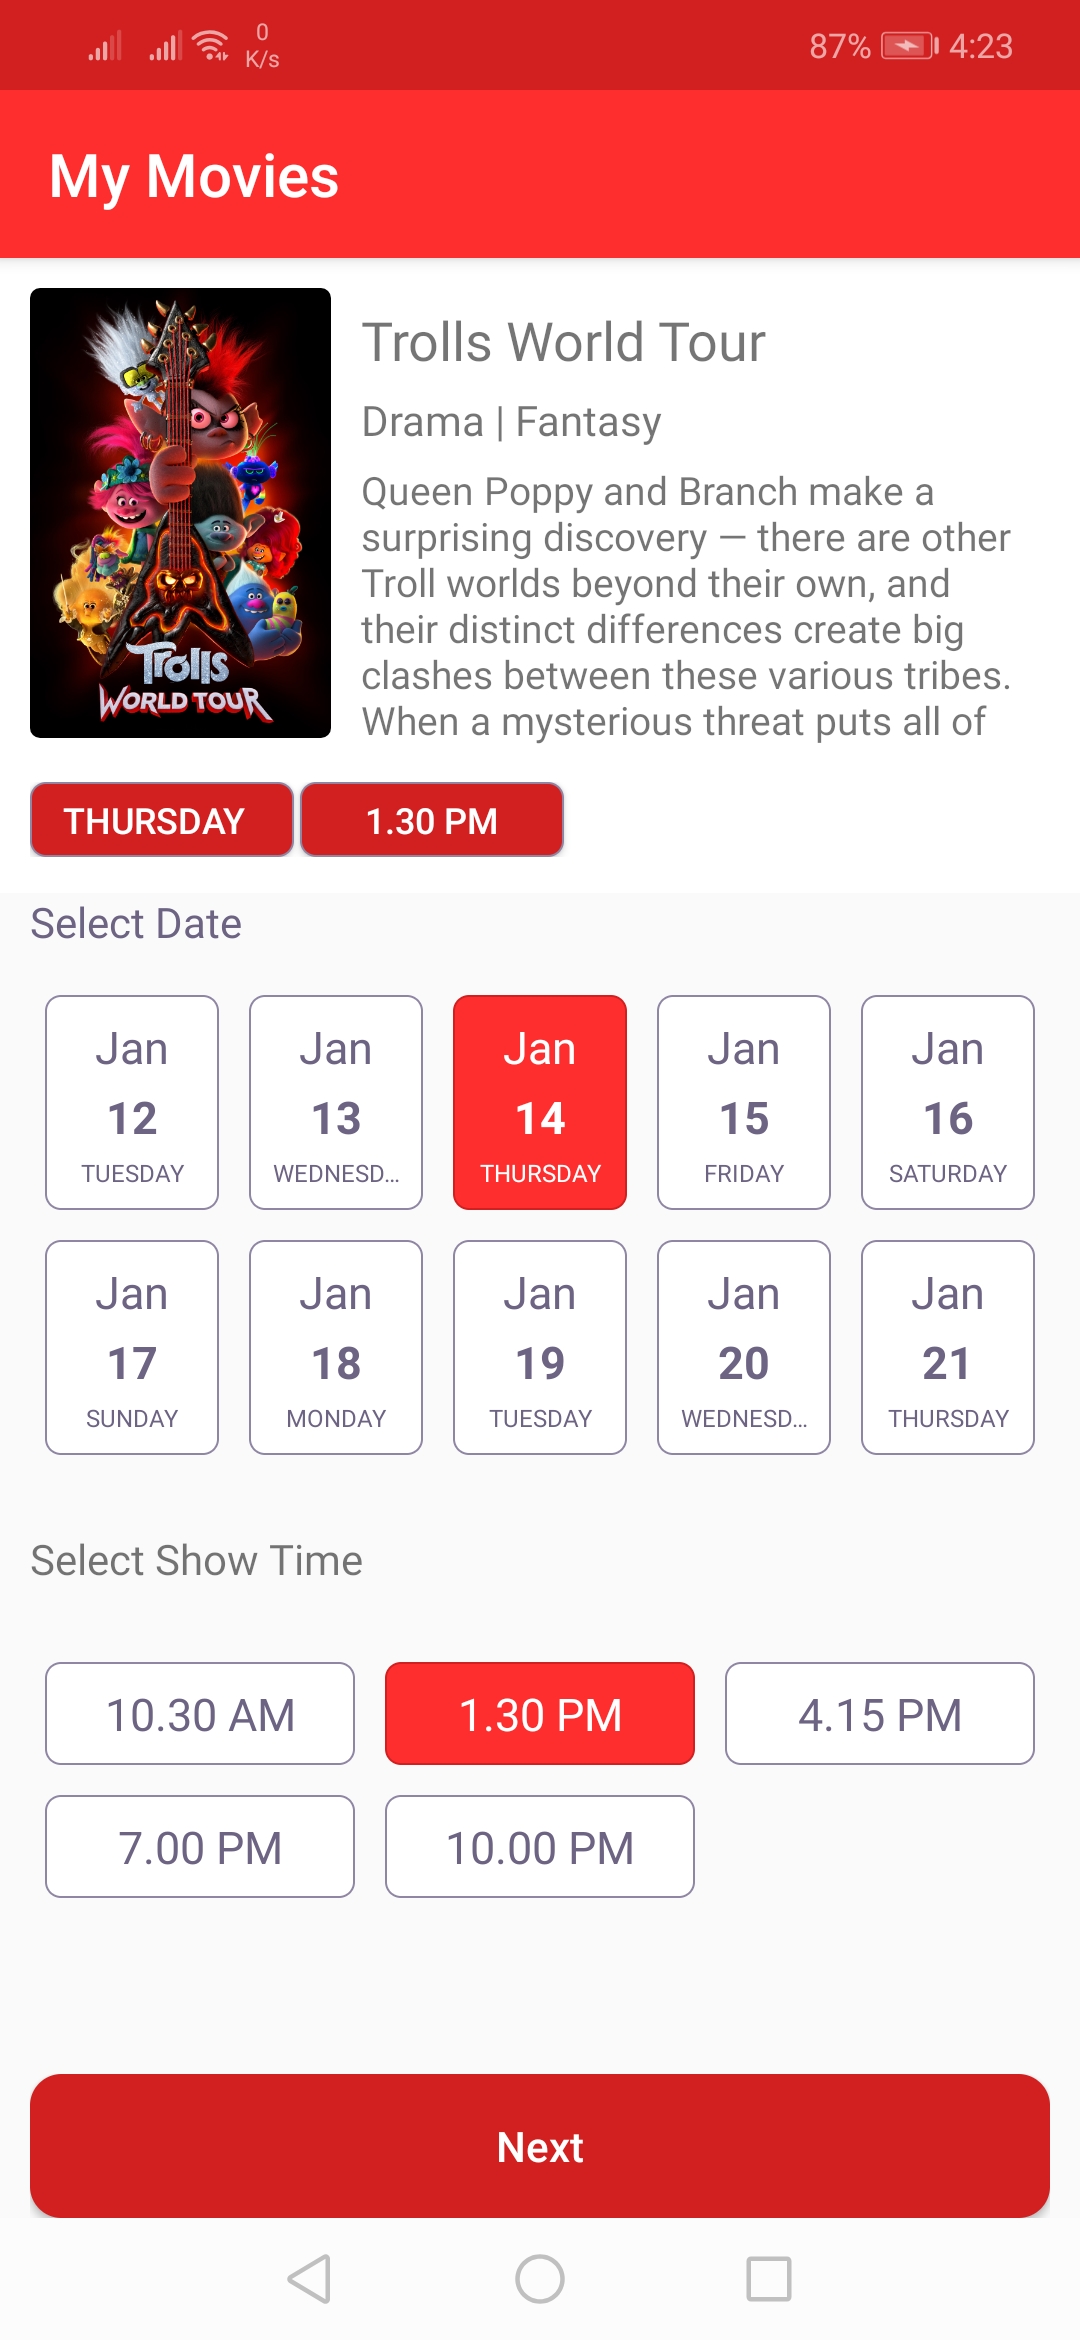 0
K/s
87%
4:23
My Movies
Trolls World Tour
Drama | Fantasy
Queen Poppy and Branch make a
surprising discovery — there are other
Troll worlds beyond their own, and
their distinct differences create big
clashes between these various tribes.
When a mysterious threat puts all of
Trolls
WORLD TOUR
THURSDAY
1.30 PM
Select Date
Jan
12
TUESDAY
Jan
13
WEDNESD...
Jan
14
THURSDAY
Jan
15
FRIDAY
Jan
16
SATURDAY
Jan
17
SUNDAY
Jan
18
MONDAY
Jan
19
TUESDAY
Jan
20
WEDNESD...
Jan
21
THURSDAY
Select Show Time
10.30 AM
1.30 PM
4.15 PM
7.00 PM
10.00 PM
Next